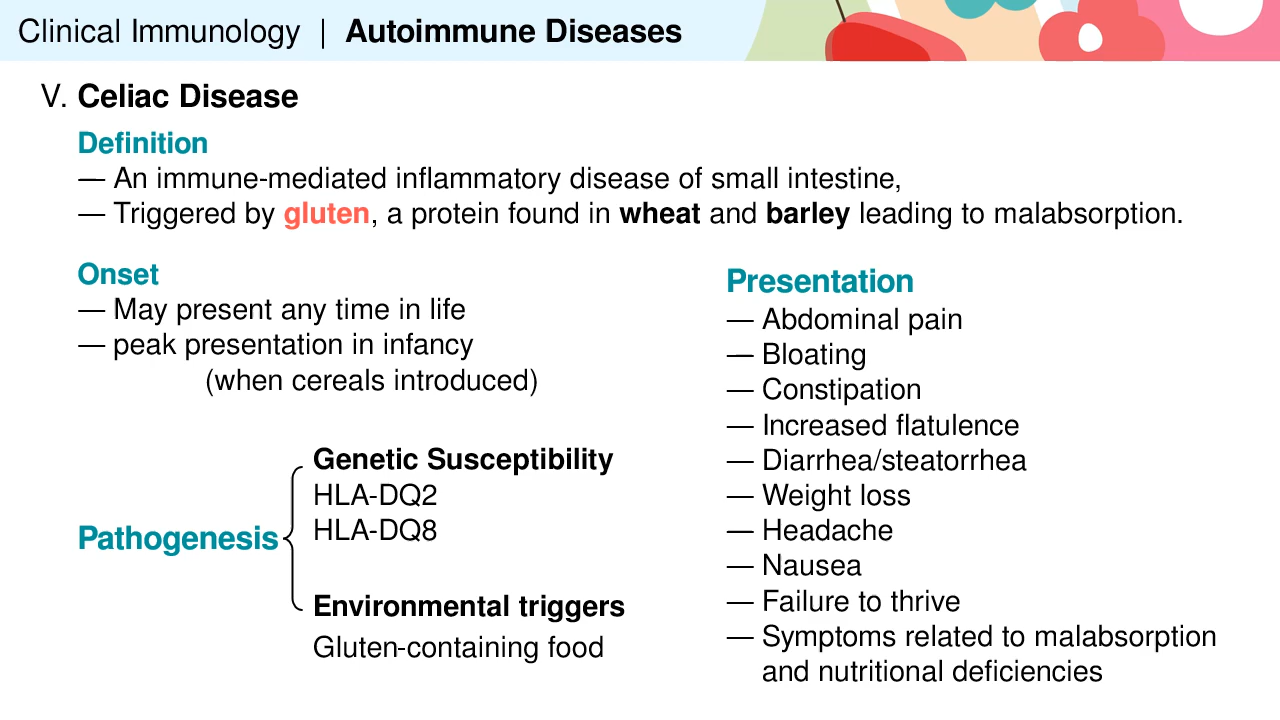 Clinical Immunology | Autoimmune Diseases
V. Celiac Disease
Definition
— An immune-mediated inflammatory disease of small intestine,
— Triggered by gluten, a protein found in wheat and barley leading to malabsorption.
Onset
— May present any time in life
— peak presentation in infancy
(when cereals introduced)
Pathogenesis
Genetic Susceptibility
HLA-DQ2
HLA-DQ8
Environmental triggers
Gluten-containing food
Presentation
— Abdominal pain
— Bloating
— Constipation
— Increased flatulence
— Diarrhea/steatorrhea
— Weight loss
— Headache
— Nausea
— Failure to thrive
— Symptoms related to malabsorption
and nutritional deficiencies